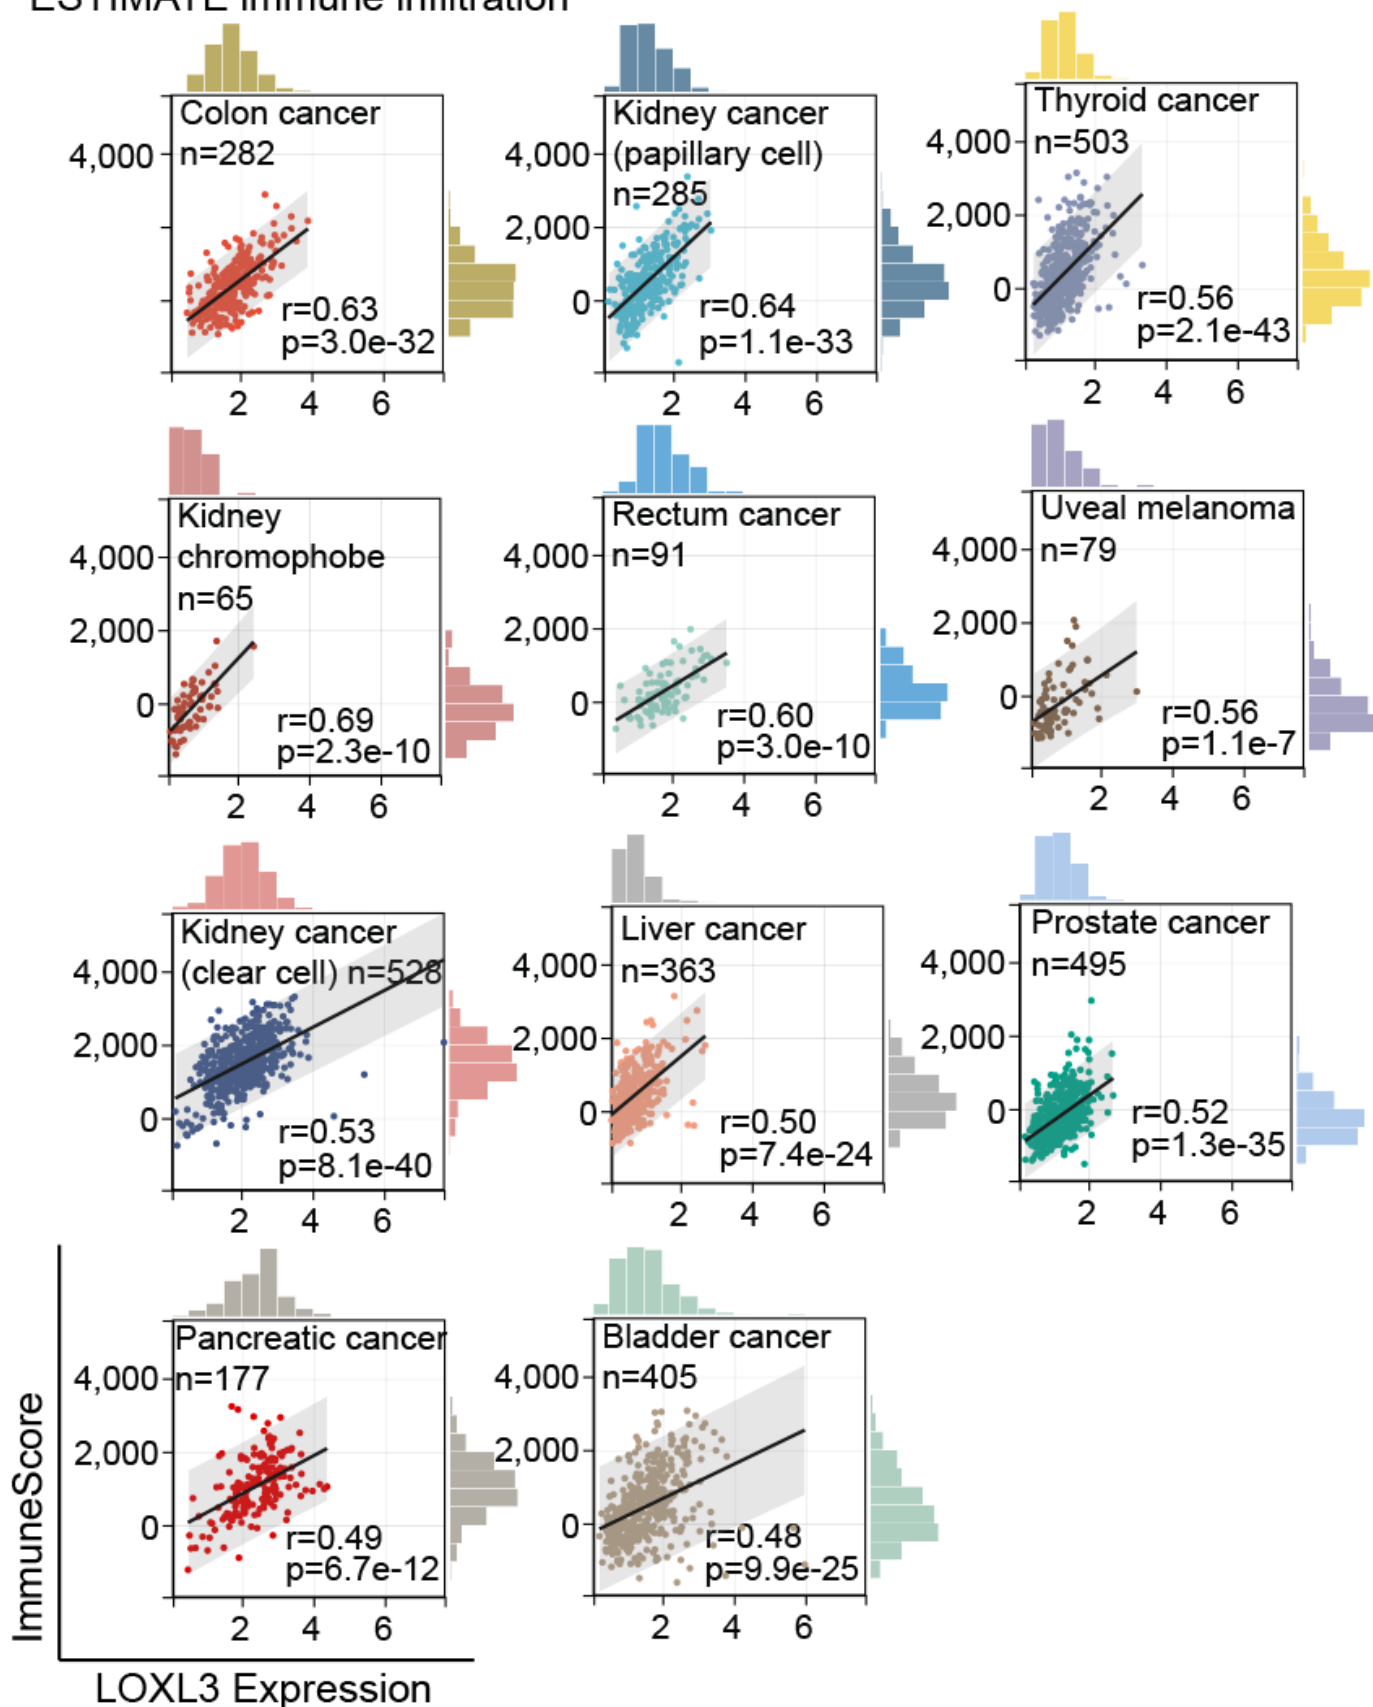 ESTIMATE immune infiltration
Colon cancer
n=282
4,000
r=0.63
p=3.0e-32
2 4 6
Kidney cancer
(papillary cell)
n=285
4,000
2,000
0
r=0.64
p=1.1e-33
2 4 6
Thyroid cancer
n=503
4,000
2,000
0
r=0.56
p=2.1e-43
2 4 6
Kidney
chromophobe
n=65
4,000
2,000
0
r=0.69
p=2.3e-10
2 4 6
Rectum cancer
n=91
4,000
2,000
0
r=0.60
p=3.0e-10
2 4 6
Uveal melanoma
n=79
4,000
2,000
0
r=0.56
p=1.1e-7
2 4 6
Kidney cancer
(clear cell) n=528
4,000
2,000
0
r=0.53
p=8.1e-40
2 4 6
Liver cancer
n=363
4,000
2,000
0
r=0.50
p=7.4e-24
2 4 6
Prostate cancer
n=495
4,000
2,000
0
r=0.52
p=1.3e-35
2 4 6
Pancreatic cancer
n=177
4,000
2,000
0
r=0.49
p=6.7e-12
2 4 6
Bladder cancer
n=405
4,000
2,000
0
r=0.48
p=9.9e-25
2 4 6
ImmuneScore
LOXL3 Expression